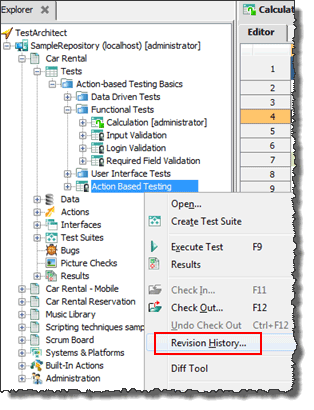 Explorer
TestArchitect
SampleRepository (localhost) [administrator]
Car Rental
Tests
Action-based Testing Basics
Data Driven Tests
Functional Tests
Calculation [administrator]
Input Validation
Login Validation
Required Field Validation
User Interface Tests
Action Based Testing
Data
Actions
Interfaces
Test Suites
Bugs
Picture Checks
Results
Car Rental - Mobile
Car Rental Reservation
Music Library
Scripting techniques samp
Scrum Board
Systems & Platforms
Built-In Actions
Administration
Open...
Create Test Suite
Execute Test F9
Results
Check In... F11
Check Out... F12
Undo Check Out Ctrl+F12
Revision History...
Diff Tool
Calcula
Editor
1
2
3
4
5
6
7
8
9